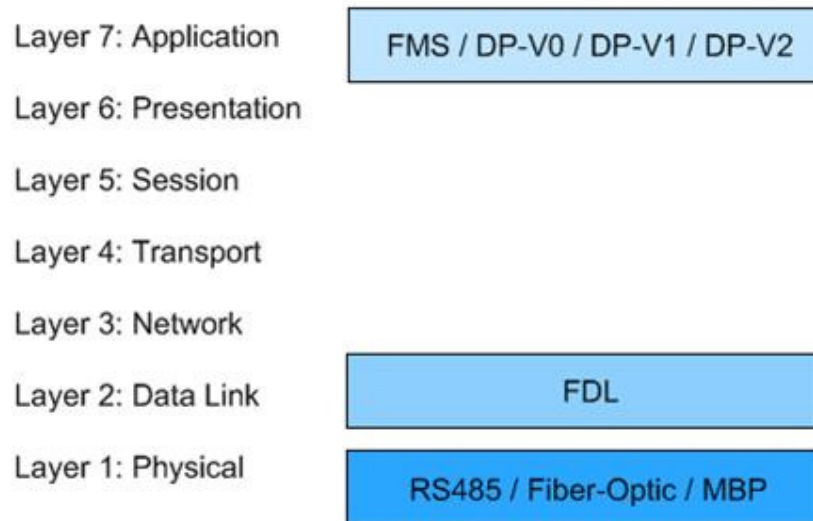 Layer 7: Application
FMS / DP-V0 / DP-V1 / DP-V2
Layer 6: Presentation
Layer 5: Session
Layer 4: Transport
Layer 3: Network
Layer 2: Data Link
FDL
Layer 1: Physical
RS485 / Fiber-Optic / MBP